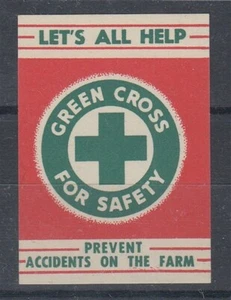 LET'S ALL HELP
GREEN CROSS
FOR SAFETY
PREVENT
ACCIDENTS ON THE FARM